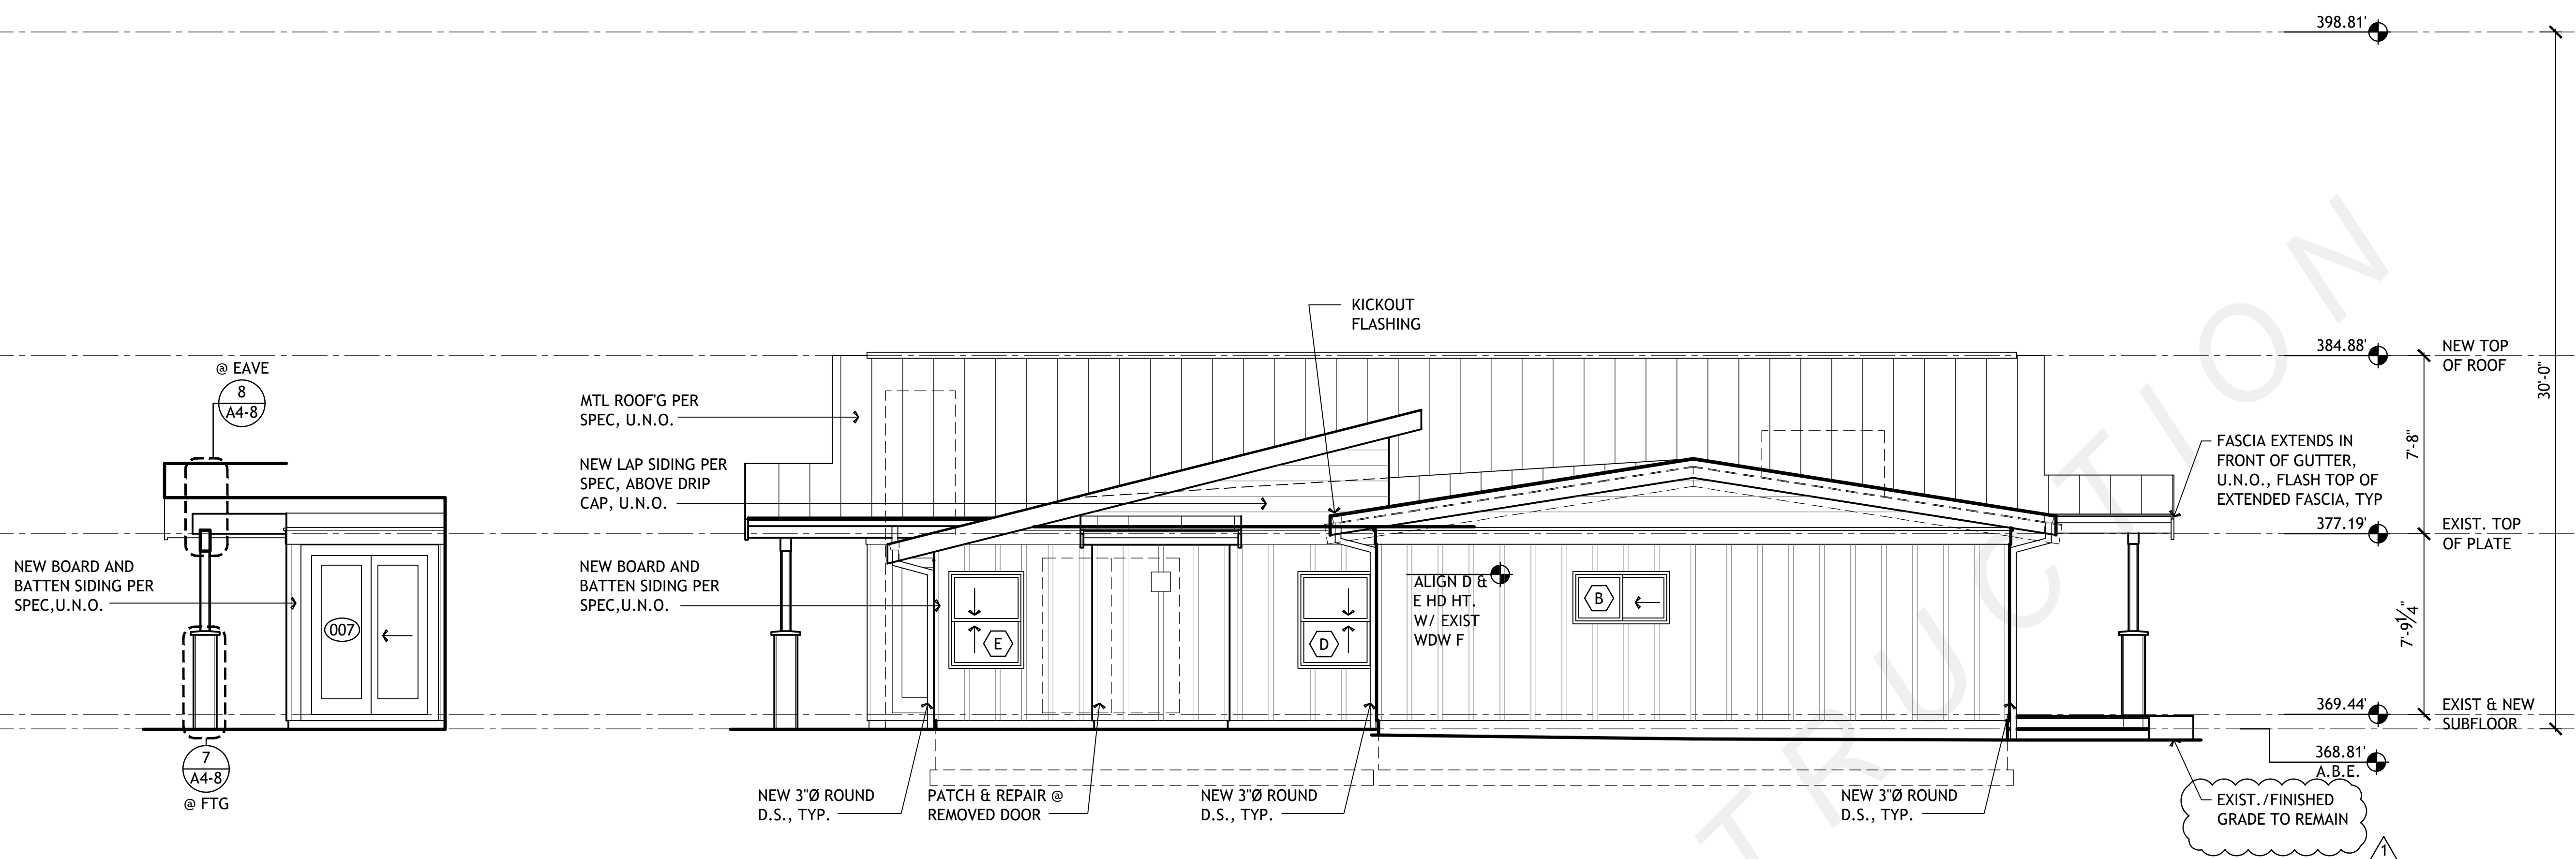 398.81'
KICKOUT
FLASHING
384.88'
NEW TOP
OF ROOF
30'-0"
@ EAVE
8
A4-8
MTL ROOF'G PER
SPEC, U.N.O.
7'-8"
FASCIA EXTENDS IN
FRONT OF GUTTER,
U.N.O., FLASH TOP OF
EXTENDED FASCIA, TYP
NEW LAP SIDING PER
SPEC, ABOVE DRIP
CAP, U.N.O.
377.19'
EXIST. TOP
OF PLATE
NEW BOARD AND
BATTEN SIDING PER
SPEC,U.N.O.
007
NEW BOARD AND
BATTEN SIDING PER
SPEC,U.N.O.
E
D
ALIGN D &
E HD HT.
W/ EXIST
WDW F
B
7'-9 1/4"
369.44'
EXIST & NEW
SUBFLOOR
7
A4-8
@ FTG
368.81'
A.B.E.
NEW 3"Ø ROUND
D.S., TYP.
PATCH & REPAIR @
REMOVED DOOR
NEW 3"Ø ROUND
D.S., TYP.
NEW 3"Ø ROUND
D.S., TYP.
EXIST./FINISHED
GRADE TO REMAIN
1
TRUCTION